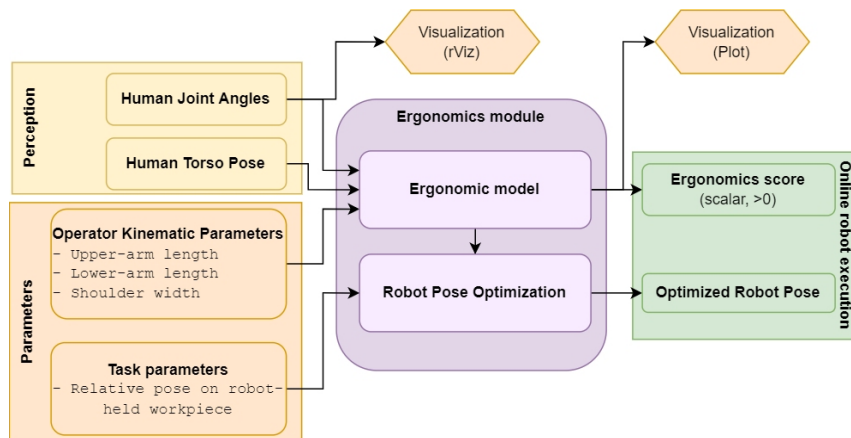 Visualization
(rViz)
Visualization
(Plot)
Perception
Human Joint Angles
Human Torso Pose
Ergonomics module
Ergonomic model
Robot Pose Optimization
Parameters
Operator Kinematic Parameters
- Upper-arm length
- Lower-arm length
- Shoulder width
Task parameters
- Relative pose on robot-
held workpiece
Online robot execution
Ergonomics score
(scalar, >0)
Optimized Robot Pose